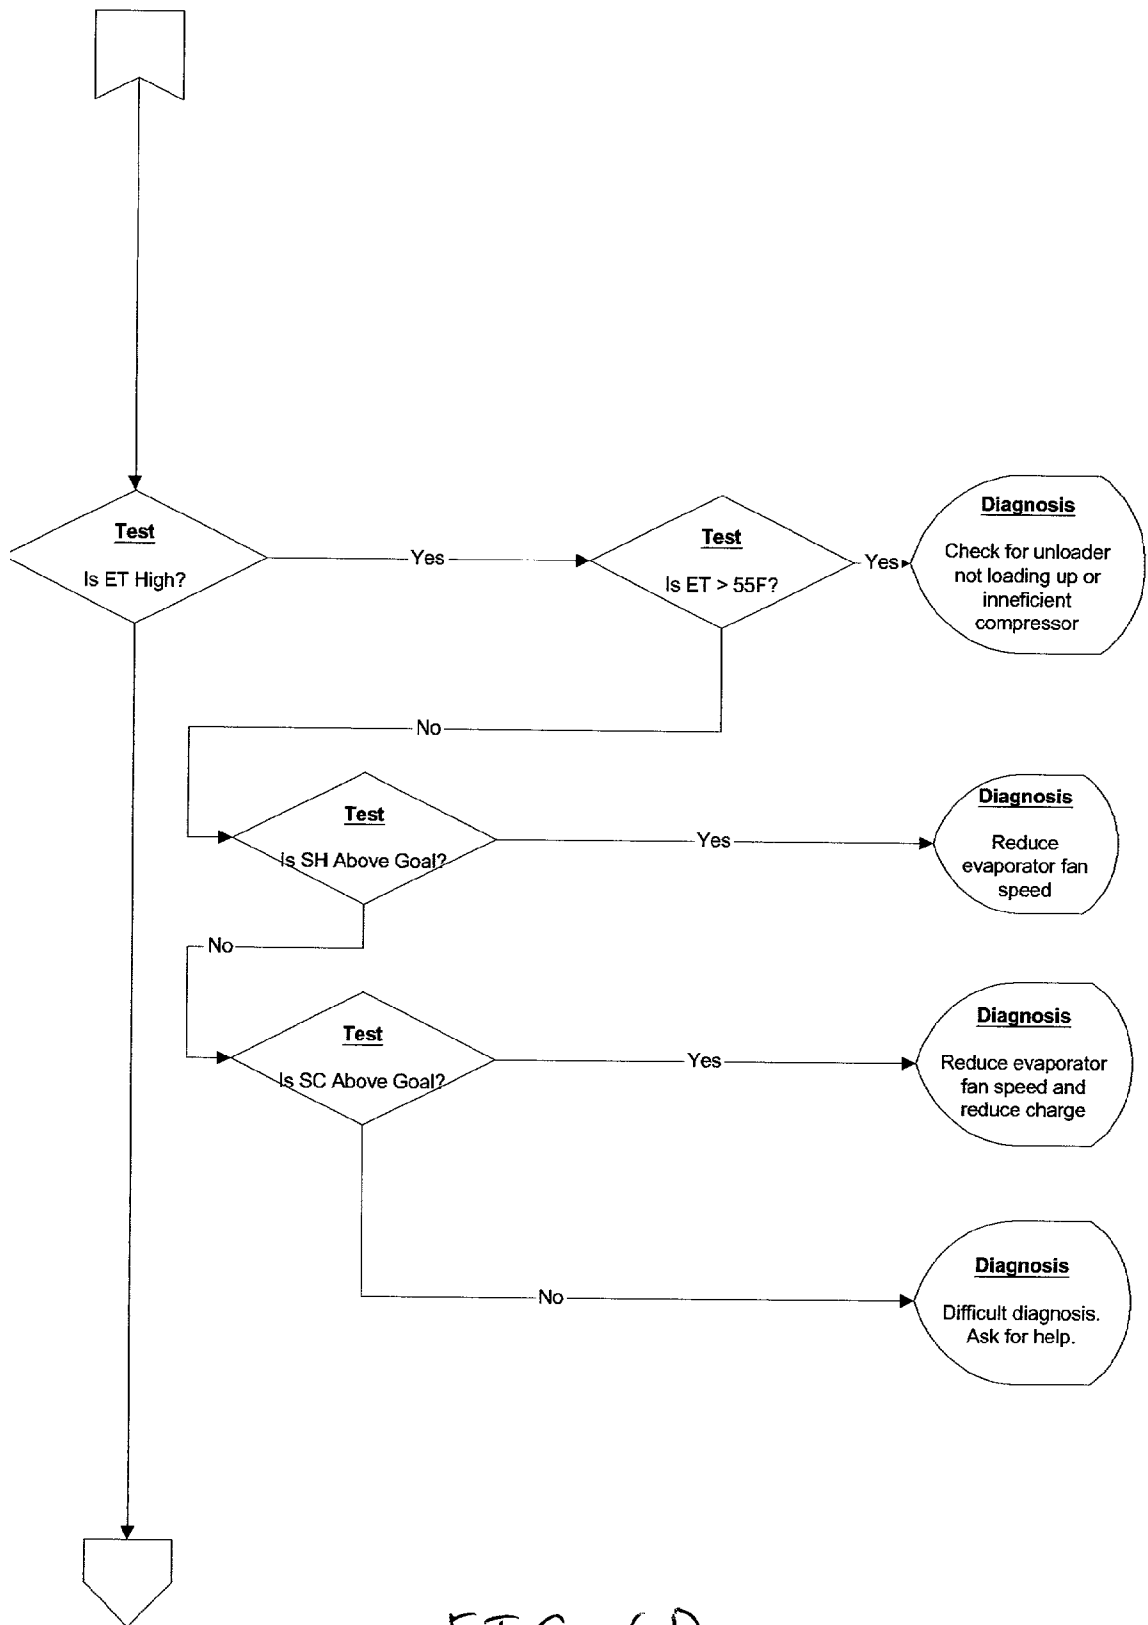 Test
Is ET High?
Yes
Test
Is ET > 55F?
Yes
Diagnosis
Check for unloader
not loading up or
inneficient
compressor
No
Test
Is SH Above Goal?
Yes
Diagnosis
Reduce
evaporator fan
speed
No
Test
Is SC Above Goal?
Yes
Diagnosis
Reduce evaporator
fan speed and
reduce charge
No
Diagnosis
Difficult diagnosis.
Ask for help.